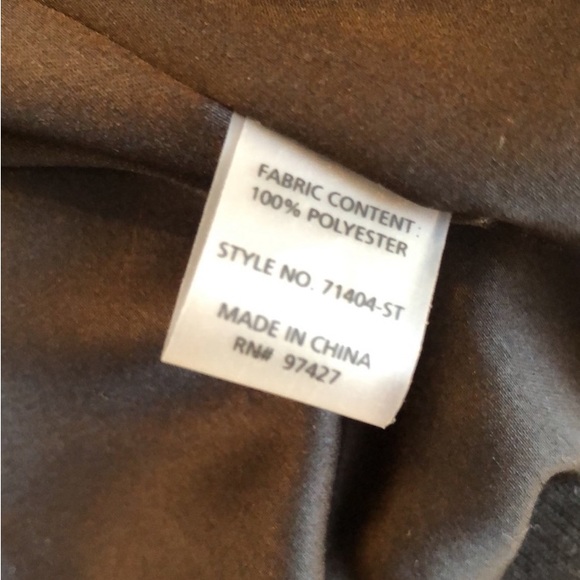 FABRIC CONTENT:
100% POLYESTER
STYLE NO. 71404-ST
MADE IN CHINA
RN# 97427